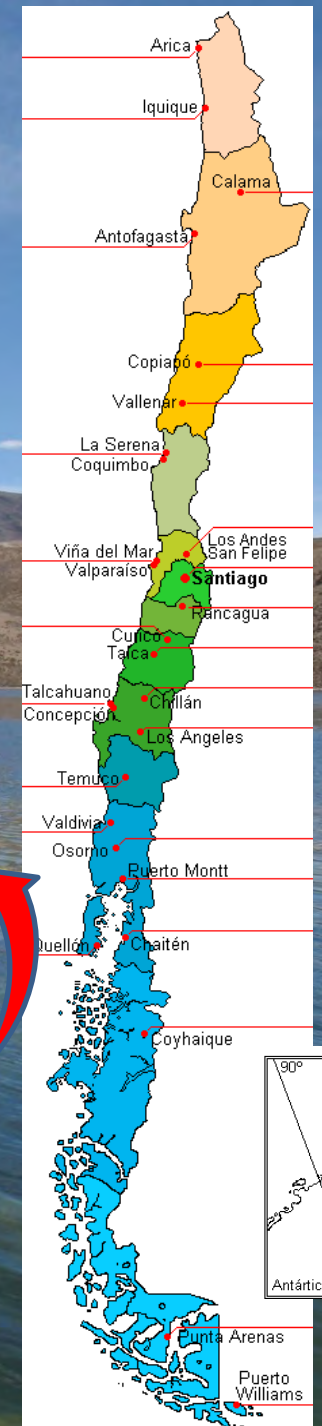 Arica
Iquique
Calama
Antofagasta
Copiapó
Vallenar
La Serena
Coquimbo
Los Andes
San Felipe
Viña del Mar
Valparaíso
Santiago
Rancagua
Curicó
Talca
Talcahuano
Chillán
Concepción
Los Angeles
Temuco
Valdivia
Osorno
Puerto Montt
Quellón
Chaitén
Coyhaique
90°
Antártic
Punta Arenas
Puerto
Williams